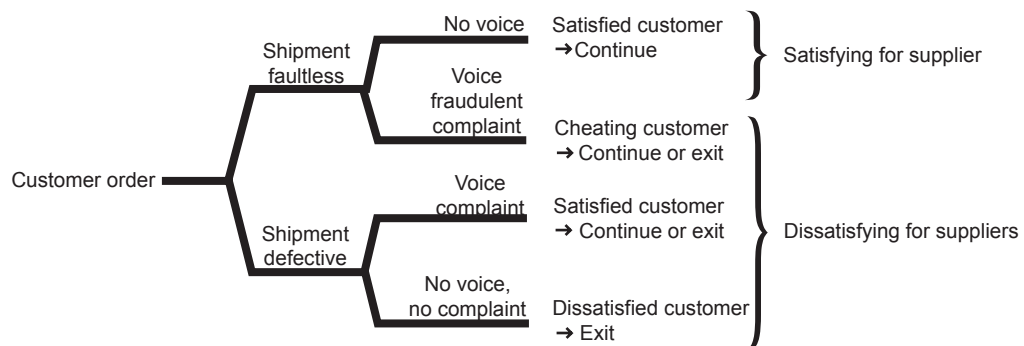 No voice
Satisfied customer
→Continue
Satisfying for supplier
Shipment
faultless
Voice
fraudulent
complaint
Cheating customer
→ Continue or exit
Customer order
Voice
complaint
Satisfied customer
→ Continue or exit
Dissatisfying for suppliers
Shipment
defective
No voice,
no complaint
Dissatisfied customer
→ Exit